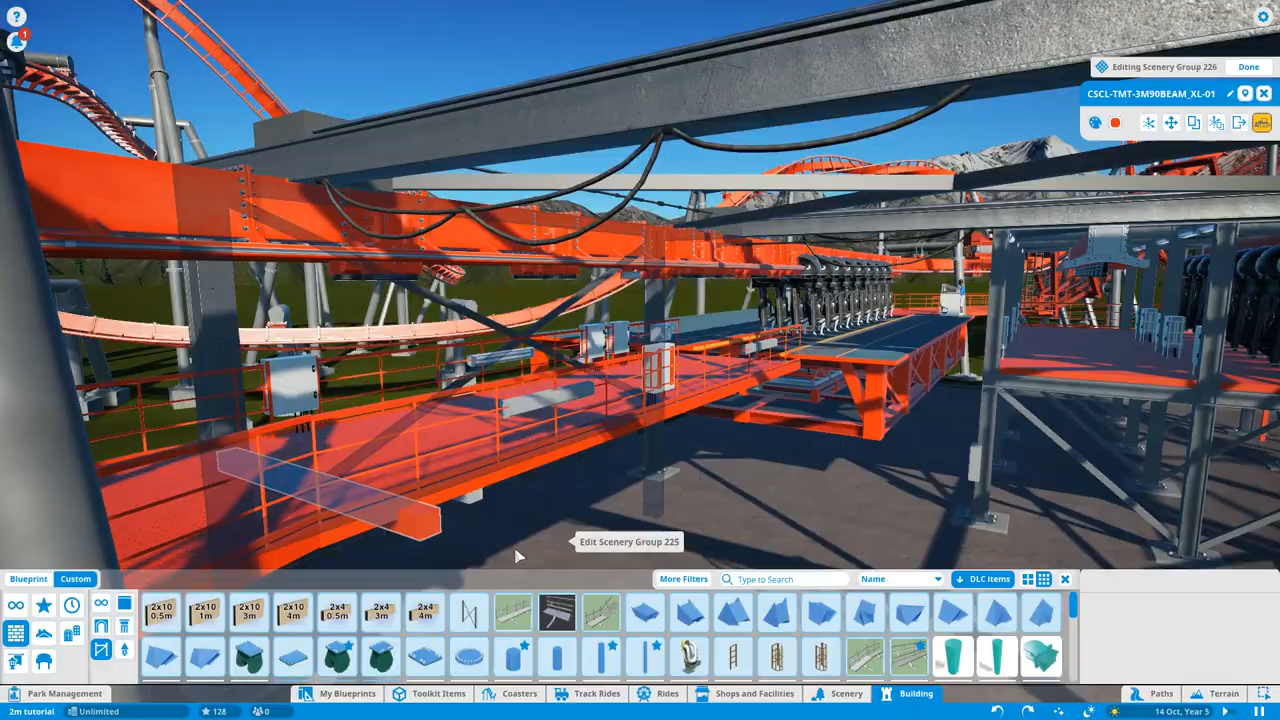 1
Editing Scenery Group 226
Done
CSCL-TMT-3M90BEAM_XL-01
Edit Scenery Group 225
Blueprint
Custom
More Filters
Type to Search
Name
DLC items
2x10 0.5m
2x10 1m
2x10 3m
2x10 4m
2x4 0.5m
2x4 3m
2x4 4m
Park Management
My Blueprints
Toolkit Items
Coasters
Track Rides
Rides
Shops and Facilities
Scenery
Building
Paths
Terrain
2m tutorial
Unlimited
128
0
14 Oct, Year 5